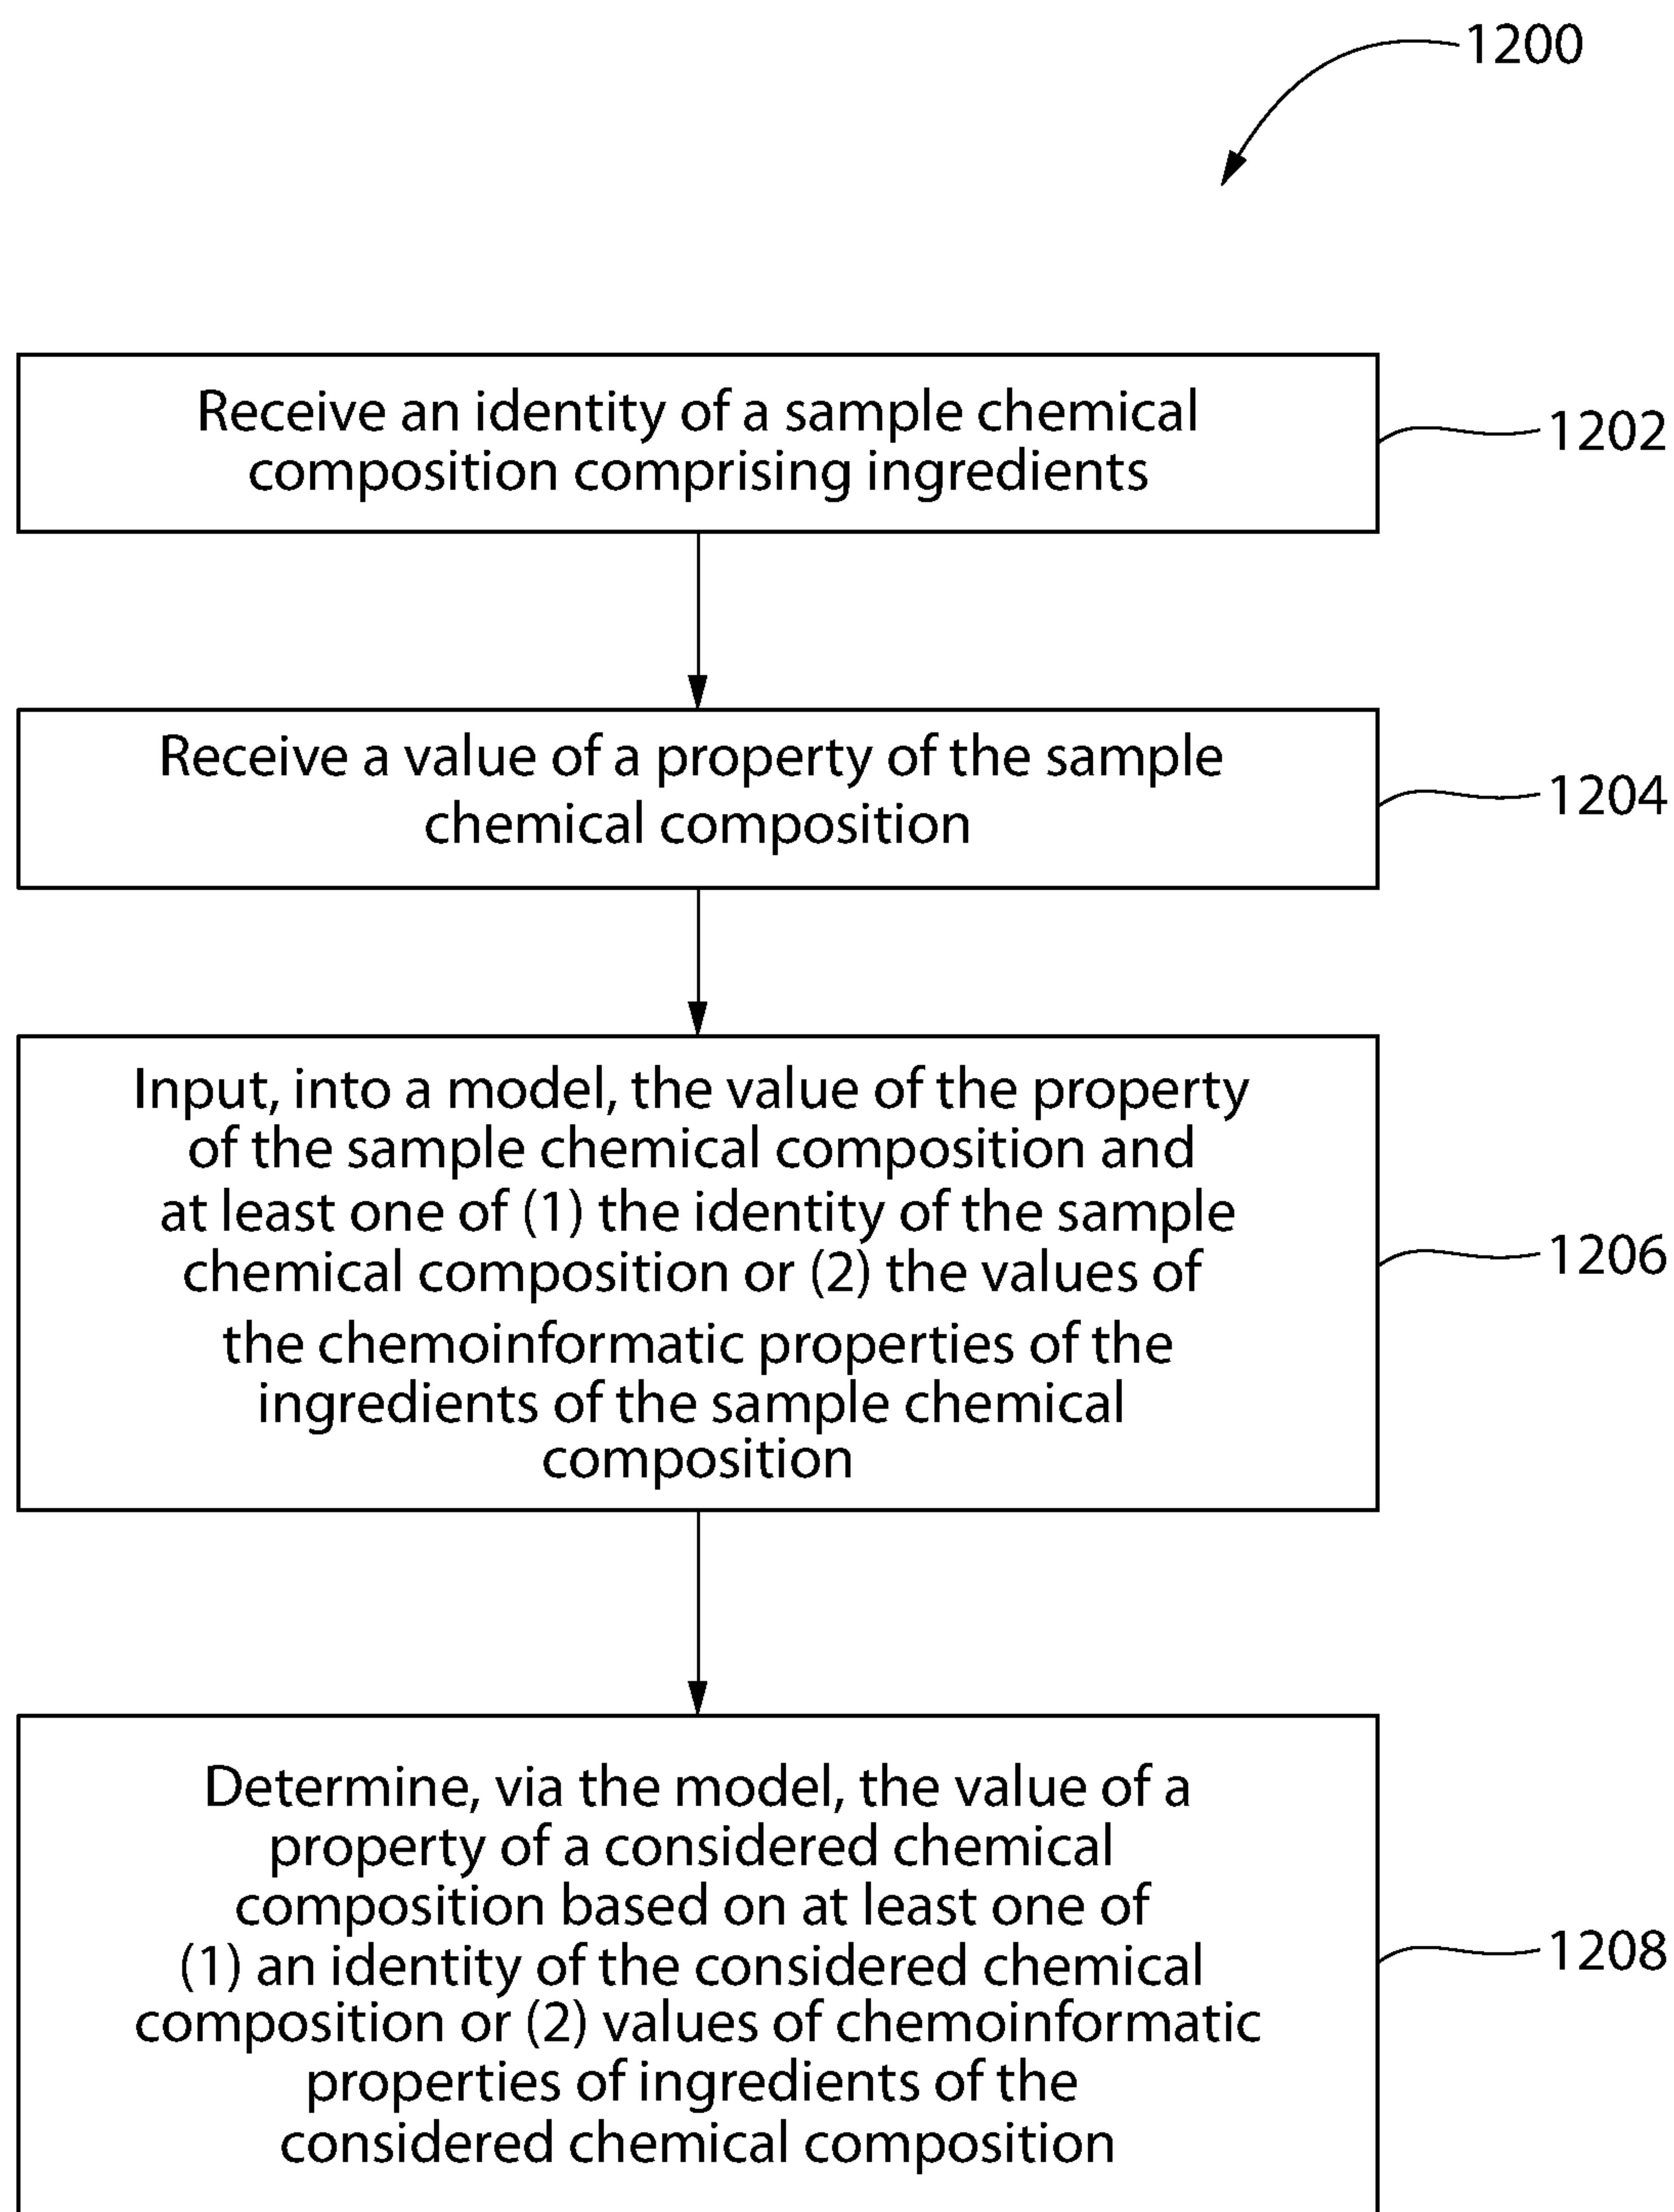 1200
Receive an identity of a sample chemical
composition comprising ingredients
1202
Receive a value of a property of the sample
chemical composition
1204
Input, into a model, the value of the property
of the sample chemical composition and
at least one of (1) the identity of the sample
chemical composition or (2) the values of
the chemoinformatic properties of the
ingredients of the sample chemical
composition
1206
Determine, via the model, the value of a
property of a considered chemical
composition based on at least one of
(1) an identity of the considered chemical
composition or (2) values of chemoinformatic
properties of ingredients of the
considered chemical composition
1208